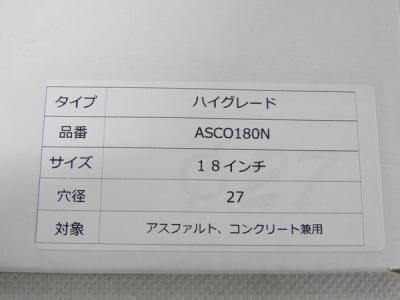 タイプ ハイグレード
品番 ASCO180N
サイズ 18インチ
穴径 27
対象 アスファルト、コンクリート兼用